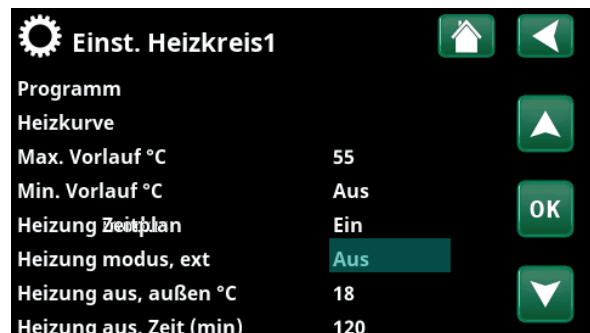 Einst. Heizkreis1
Programm
Heizkurve
Max. Vorlauf °C 55
Min. Vorlauf °C Aus
OK
Heizung Zeitplan Ein
Heizung modus, ext Aus
Heizung aus, außen °C 18
Heizung aus, Zeit (min) 120